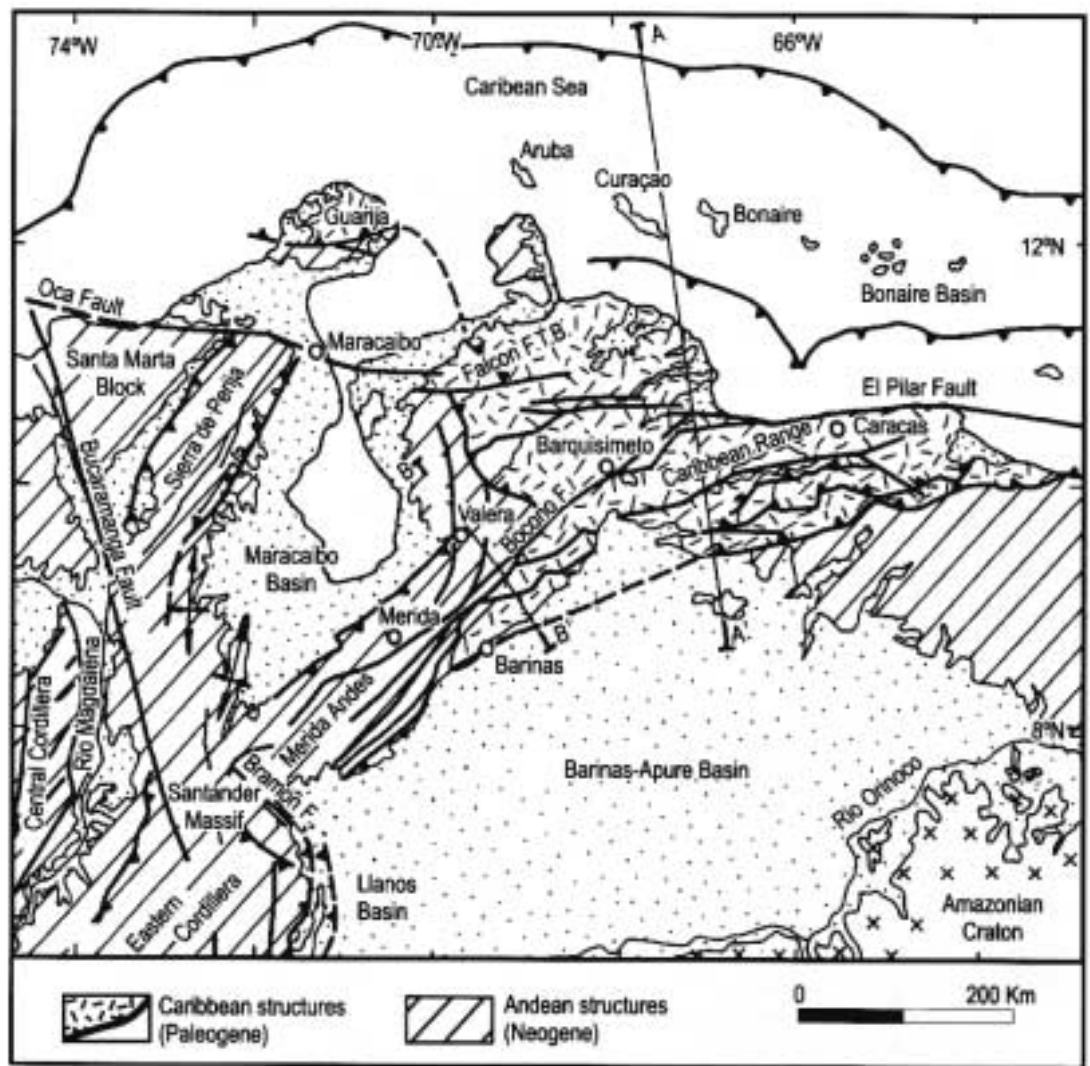 74ºW
70ºW
66ºW
A
Caribean Sea
Aruba
Curaçao
Bonaire
Guarija
12ºN
Bonaire Basin
Oca Fault
Maracaibo
Falcon F.T.B.
Santa Marta
Block
Sierra de Perija
El Pilar Fault
Caracas
Barquisimeto
Caribbean Range
Bucaramanga Fault
B
Valera
Bocono F.
Maracaibo
Basin
Merida
B'
A'
Barinas
Central Cordillera
Rio Magdalena
Merida Andes
8ºN
Barinas-Apure Basin
Rio Orinoco
Bramon F.
Santander
Massif
Llanos
Basin
Eastern
Cordillera
Amazonian
Craton
Caribbean structures
(Paleogene)
Andean structures
(Neogene)
0
200 Km